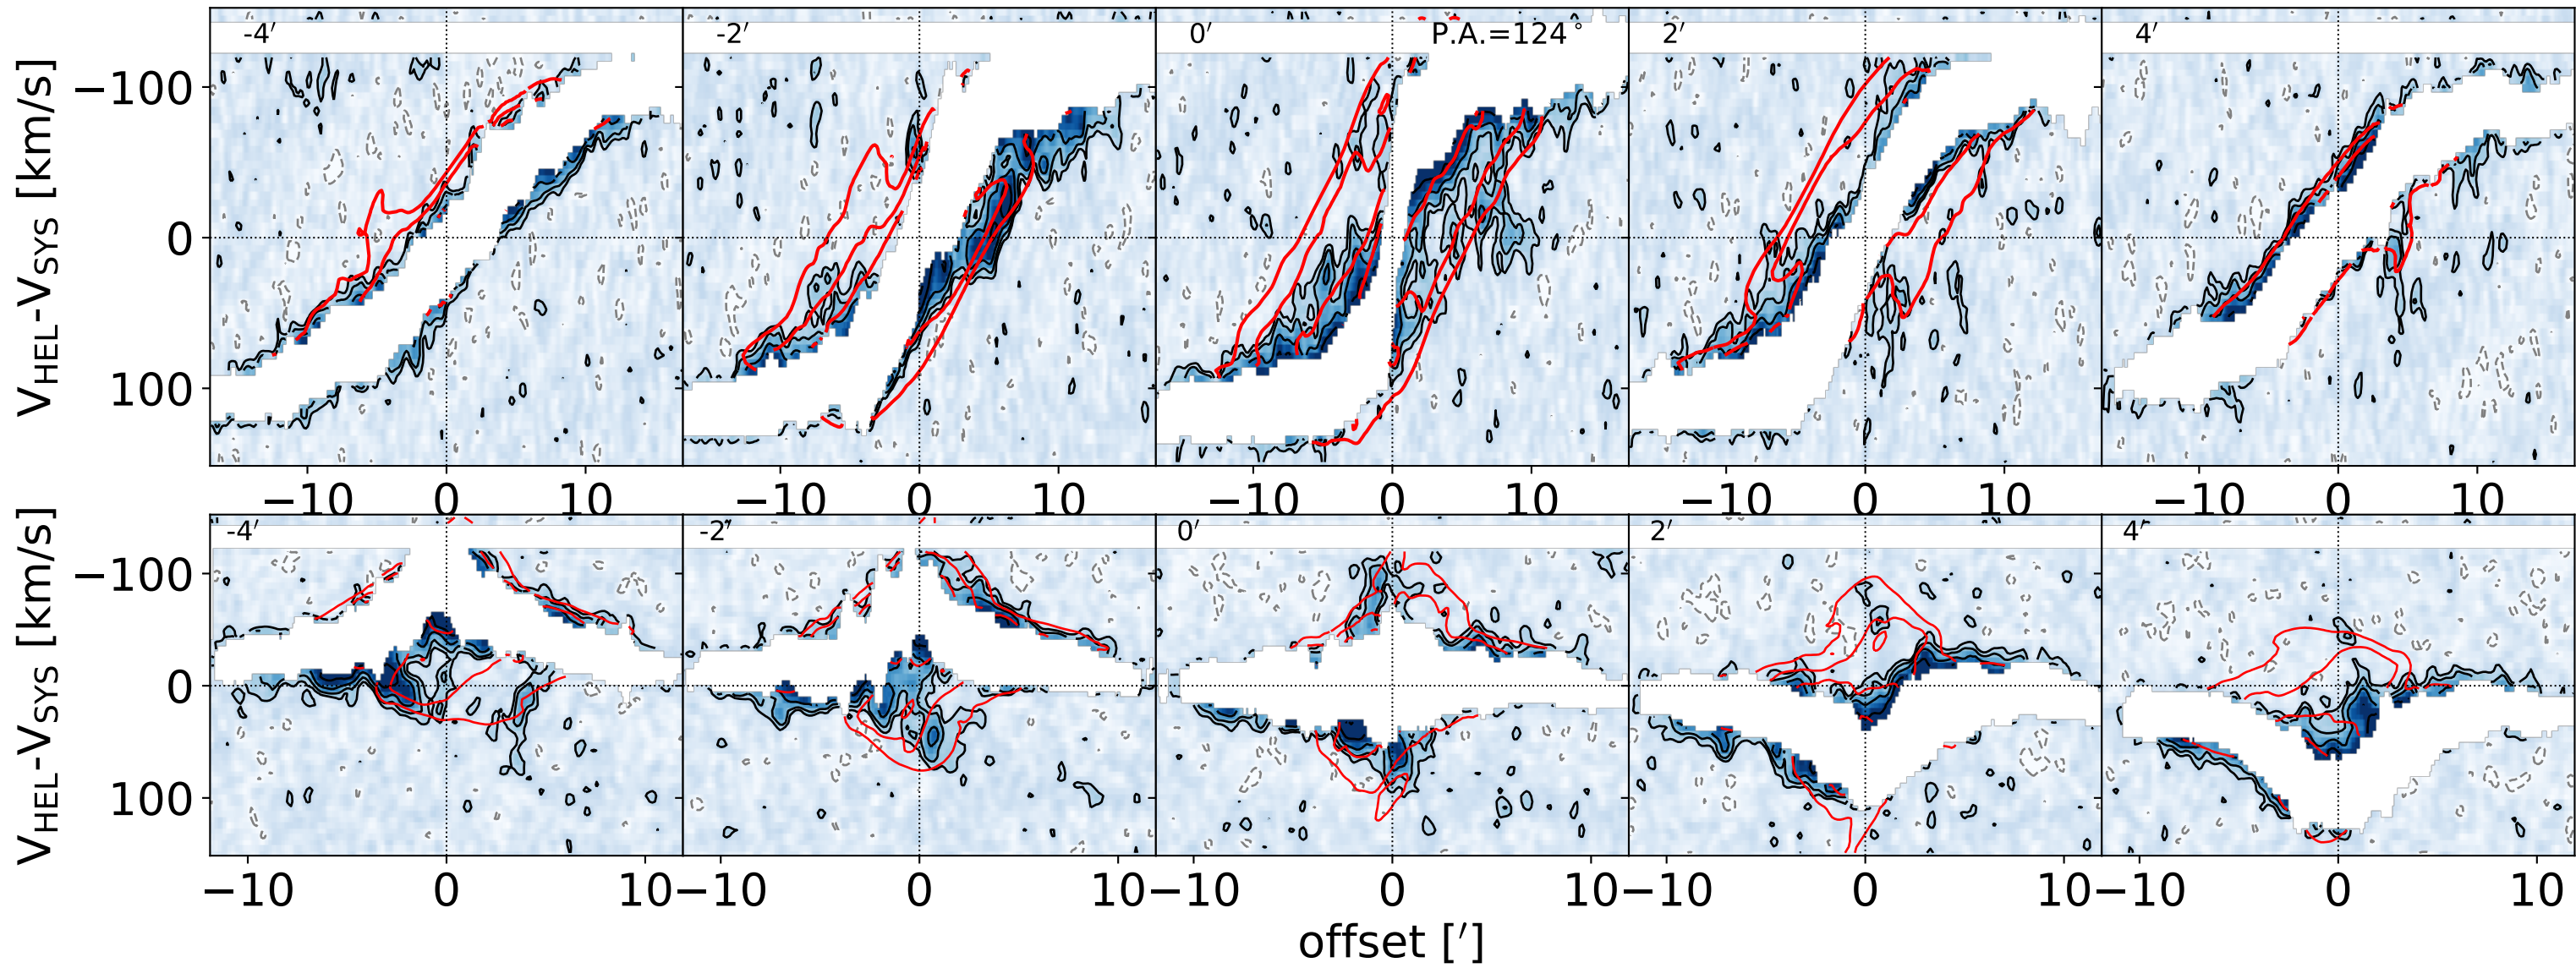 -4′ -2′ 0′ P.A.=124° 2′ 4′
V_HEL-V_SYS [km/s]
−100
0
100
−10 0 10 −10 0 10 −10 0 10 −10 0 10 −10 0 10
-4′ -2′ 0′ 2′ 4′
V_HEL-V_SYS [km/s]
−100
0
100
−10 0 10 −10 0 10 −10 0 10 −10 0 10 −10 0 10
offset [′]